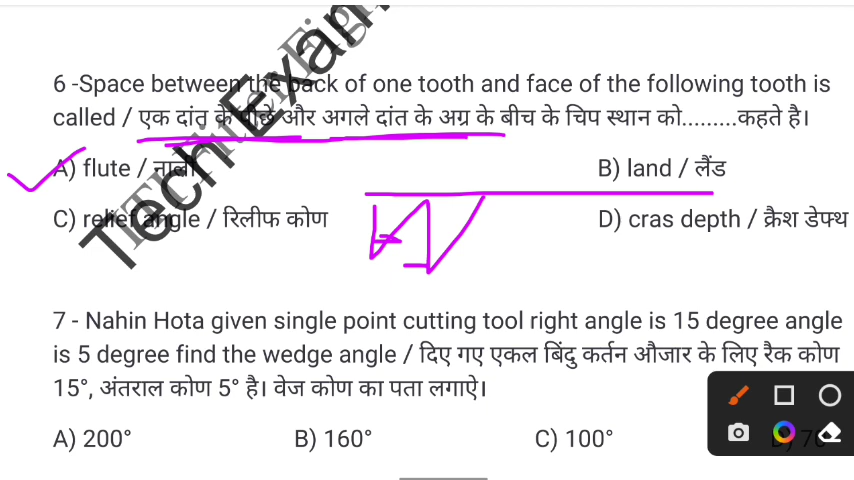 6 -Space between the back of one tooth and face of the following tooth is
called / एक दांत के पीछे और अगले दांत के अग्र के बीच के चिप स्थान को.........कहते है।
A) flute / नाली
B) land / लैंड
C) relief angle / रिलीफ कोण
D) cras depth / क्रैश डेफ्थ
7 - Nahin Hota given single point cutting tool right angle is 15 degree angle
is 5 degree find the wedge angle / दिए गए एकल बिंदु कर्तन औजार के लिए रैक कोण
15°, अंतराल कोण 5° है। वेज कोण का पता लगाऐ।
A) 200°
B) 160°
C) 100°